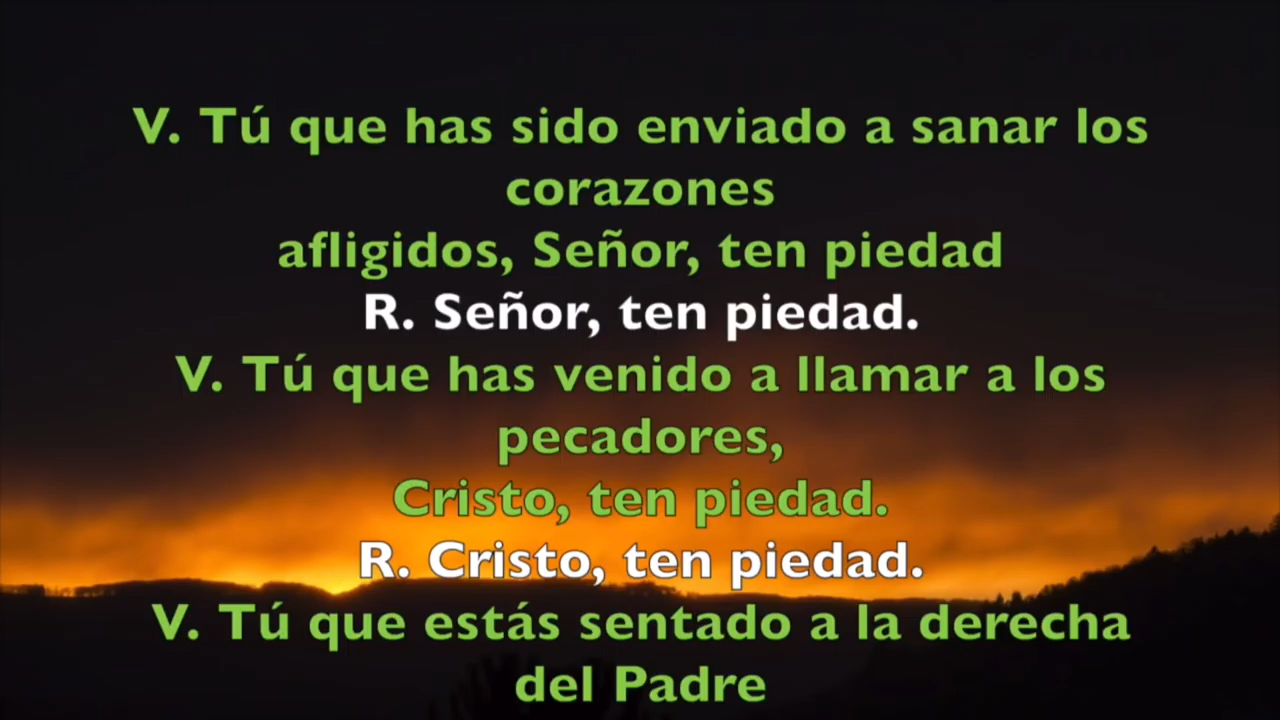 V. Tú que has sido enviado a sanar los
corazones
afligidos, Señor, ten piedad
R. Señor, ten piedad.
V. Tú que has venido a llamar a los
pecadores,
Cristo, ten piedad.
R. Cristo, ten piedad.
V. Tú que estás sentado a la derecha
del Padre